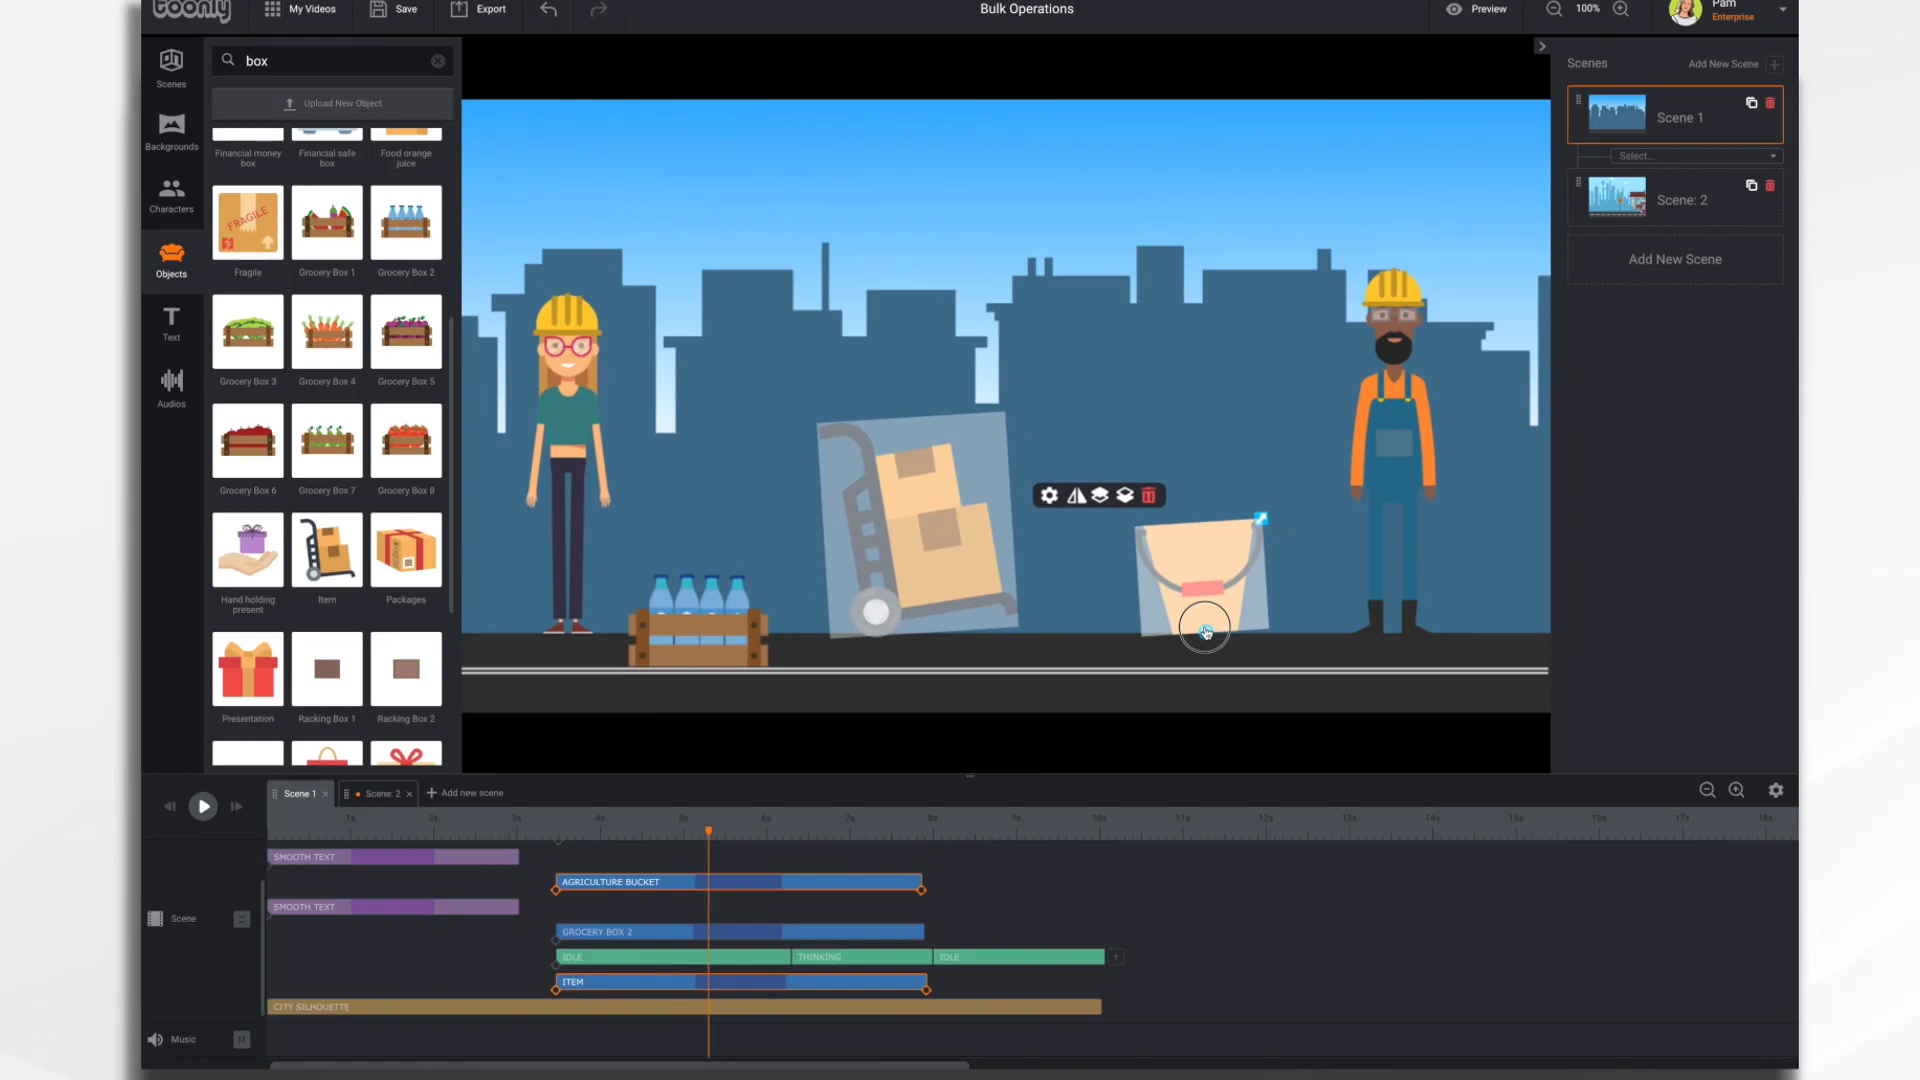 toonly
My Videos
Save
Export
Bulk Operations
Preview
100%
Pam
Enterprise
Scenes
Backgrounds
Characters
Objects
Text
Audios
box
Upload New Object
Financial money box
Financial safe box
Food orange juice
FRAGILE
Fragile
Grocery Box 1
Grocery Box 2
Grocery Box 3
Grocery Box 4
Grocery Box 5
Grocery Box 6
Grocery Box 7
Grocery Box 8
Hand holding present
Item
Packages
Presentation
Racking Box 1
Racking Box 2
Scenes
Add New Scene
Scene 1
Select...
Scene: 2
Add New Scene
Scene 1
Scene: 2
Add new scene
1s
2s
3s
4s
5s
6s
7s
8s
9s
10s
11s
12s
13s
14s
15s
16s
17s
18s
SMOOTH TEXT
AGRICULTURE BUCKET
SMOOTH TEXT
Scene
GROCERY BOX 2
IDLE
THINKING
IDLE
ITEM
CITY SILHOUETTE
Music
M